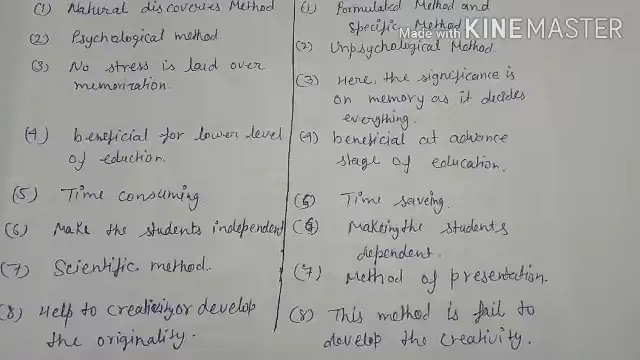 (1) Natural discoveries Method
(2) Psychological method.
(3) No stress is laid over
memorization.
(4) beneficial for lower level
of eduction.
(5) Time consuming
(6) Make the students independent
(7) Scientific method.
(8) Help to creativity or develop
the originality.
(1) Formulated Method and
Specific Method
(2) Unpsychological Method.
(3) Here, the significance is
on memory as it decides
everything.
(4) beneficial at advance
stage of education.
(5) Time saveing.
(6) Makeing the students
dependent.
(7) Method of presentation.
(8) This method is fail to
develop the creativity.
Made with KINEMASTER